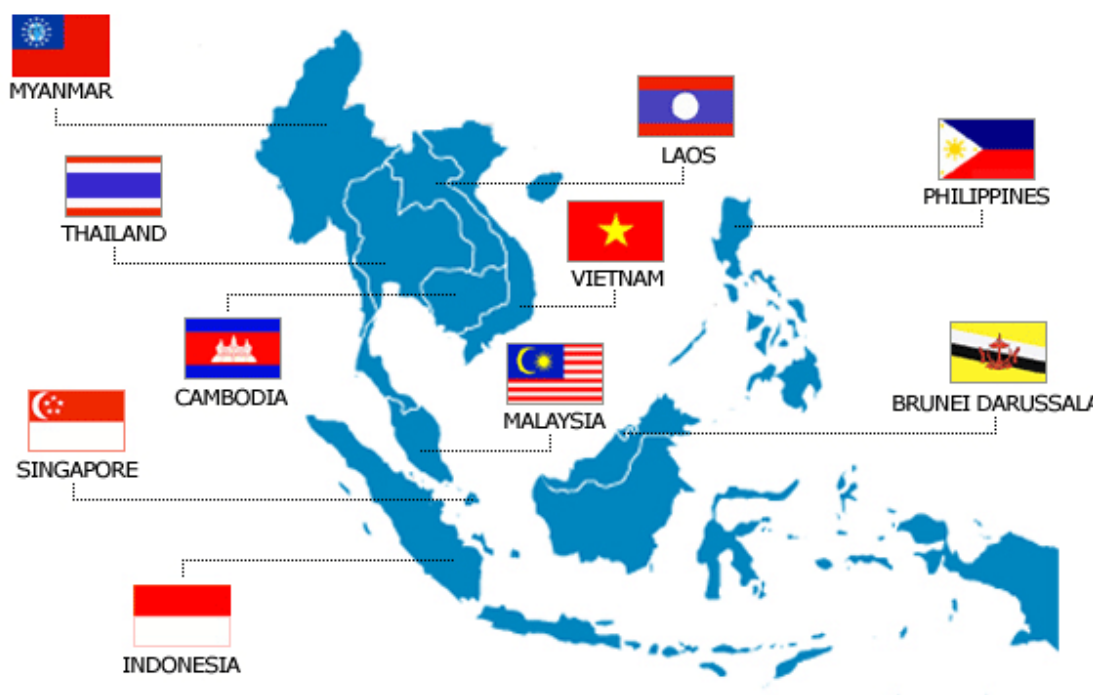 MYANMAR
LAOS
PHILIPPINES
THAILAND
VIETNAM
CAMBODIA
MALAYSIA
BRUNEI DARUSSALA
SINGAPORE
INDONESIA